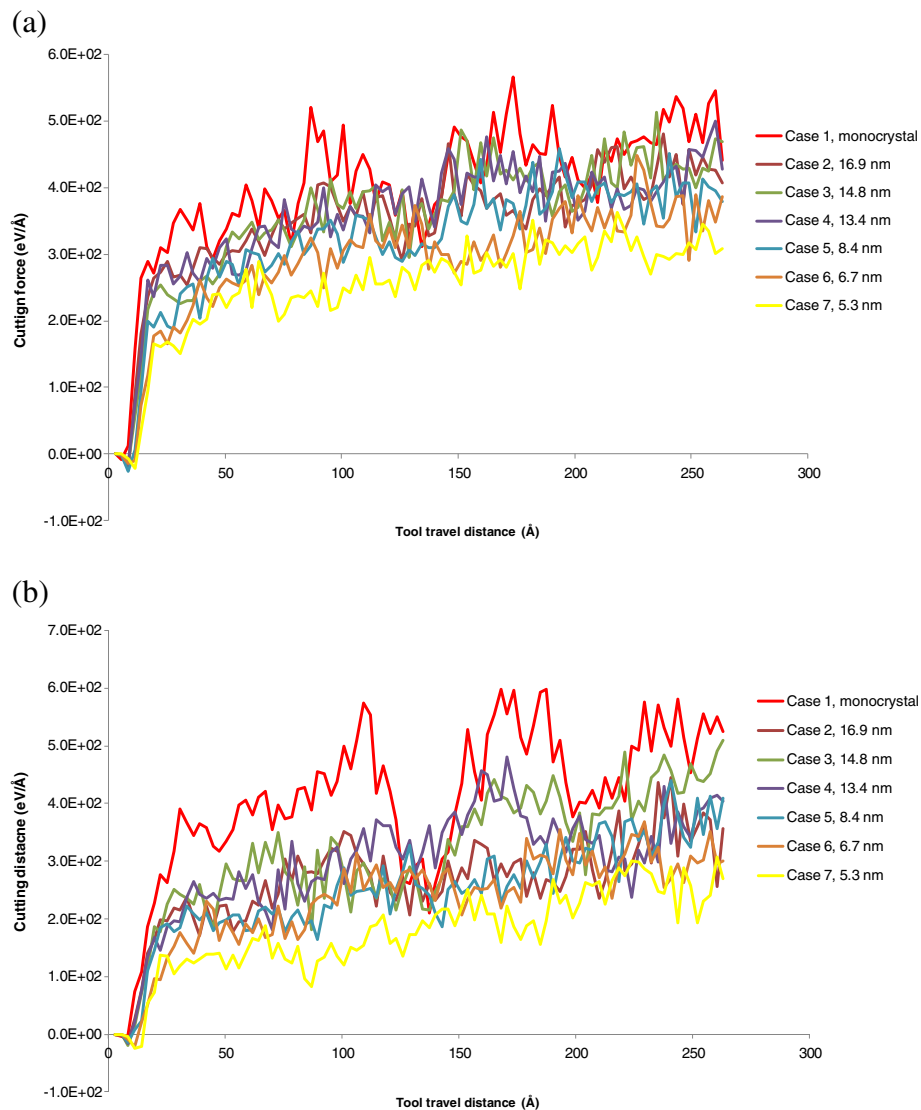 (a)
6.0E+02
5.0E+02
4.0E+02
3.0E+02
2.0E+02
1.0E+02
0.0E+00
-1.0E+02
Cuttign force (eV/Å)
0
50
100
150
200
250
300
Tool travel distance (Å)
Case 1, monocrystal
Case 2, 16.9 nm
Case 3, 14.8 nm
Case 4, 13.4 nm
Case 5, 8.4 nm
Case 6, 6.7 nm
Case 7, 5.3 nm
(b)
7.0E+02
6.0E+02
5.0E+02
4.0E+02
3.0E+02
2.0E+02
1.0E+02
0.0E+00
-1.0E+02
Cutting distacne (eV/Å)
0
50
100
150
200
250
300
Tool travel distance (Å)
Case 1, monocrystal
Case 2, 16.9 nm
Case 3, 14.8 nm
Case 4, 13.4 nm
Case 5, 8.4 nm
Case 6, 6.7 nm
Case 7, 5.3 nm